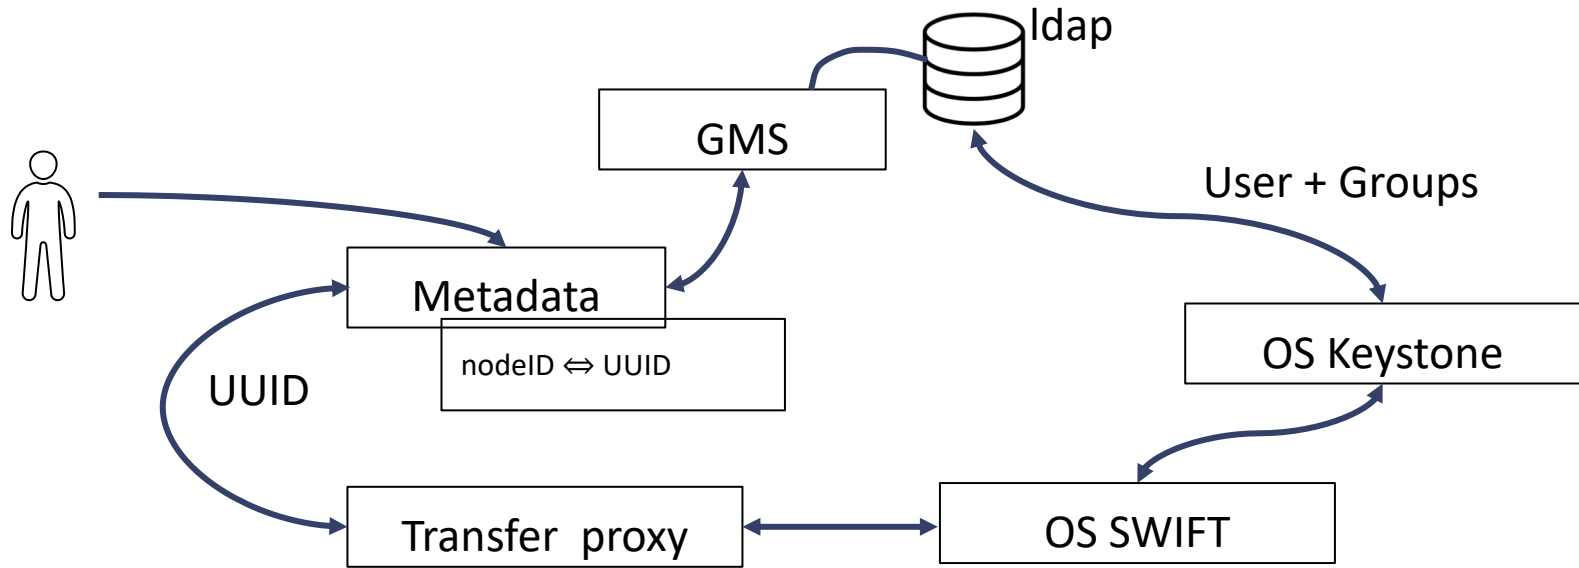 ldap
GMS
User + Groups
Metadata
nodeID ⇔ UUID
OS Keystone
UUID
Transfer proxy
OS SWIFT